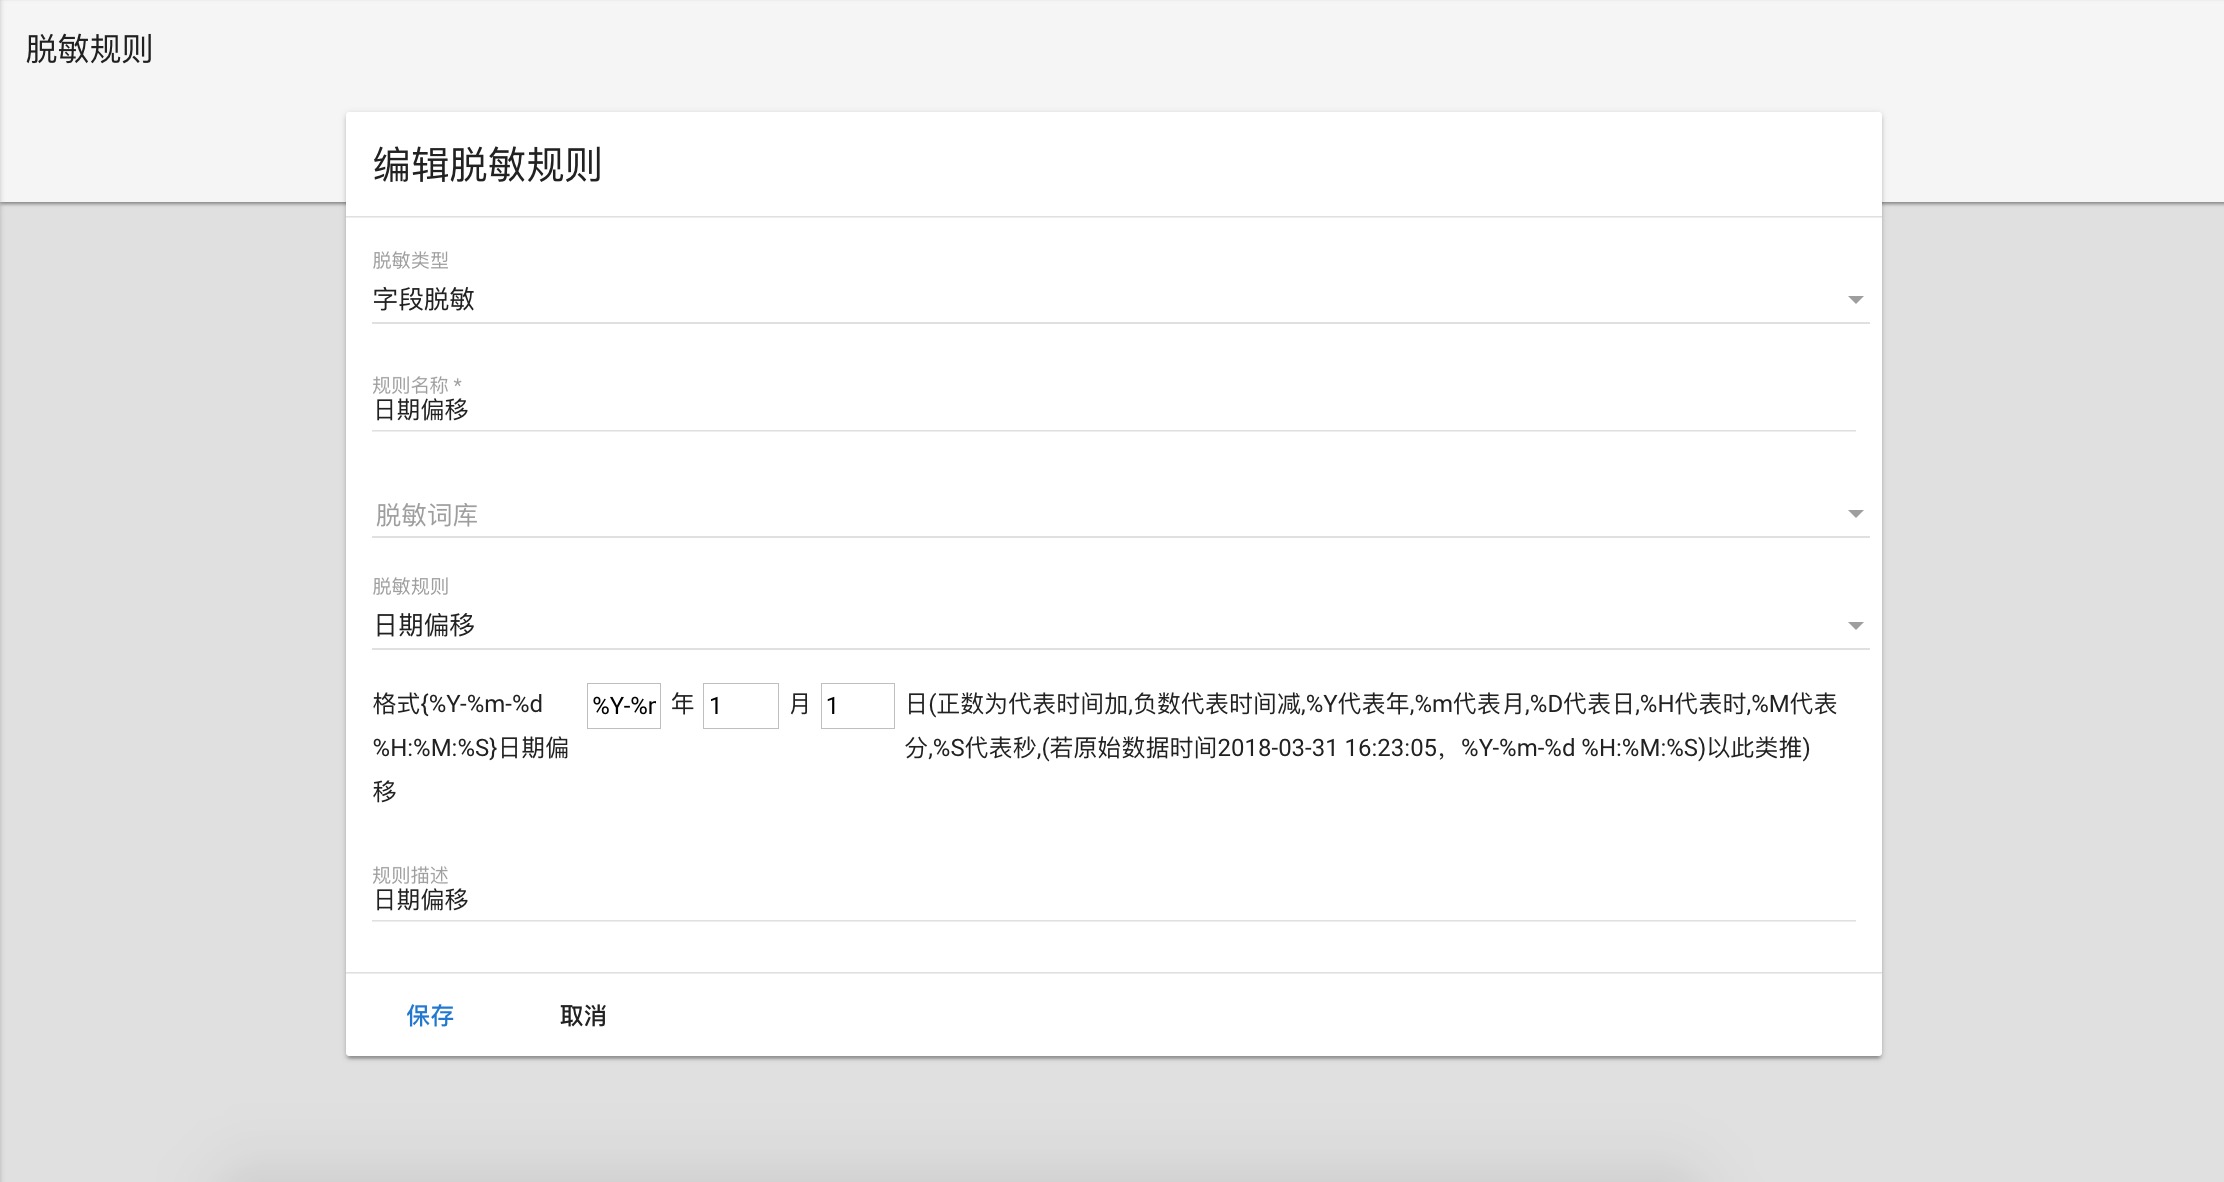 脱敏规则
编辑脱敏规则
脱敏类型
字段脱敏
规则名称 *
日期偏移
脱敏词库
脱敏规则
日期偏移
格式{%Y-%m-%d %Y-%r 年 1 月 1 日(正数为代表时间加,负数代表时间减,%Y代表年,%m代表月,%D代表日,%H代表时,%M代表
%H:%M:%S}日期偏 分,%S代表秒,(若原始数据时间2018-03-31 16:23:05，%Y-%m-%d %H:%M:%S)以此类推)
移
规则描述
日期偏移
保存 取消